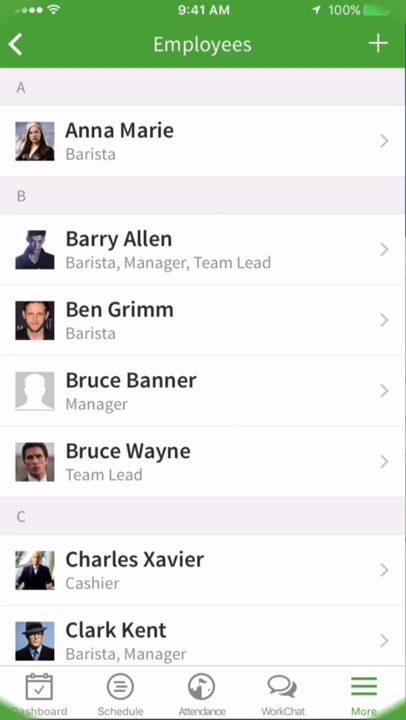 9:41 AM 100%
Employees
A
Anna Marie
Barista
B
Barry Allen
Barista, Manager, Team Lead
Ben Grimm
Barista
Bruce Banner
Manager
Bruce Wayne
Team Lead
C
Charles Xavier
Cashier
Clark Kent
Barista, Manager
Dashboard Schedule Attendance WorkChat More